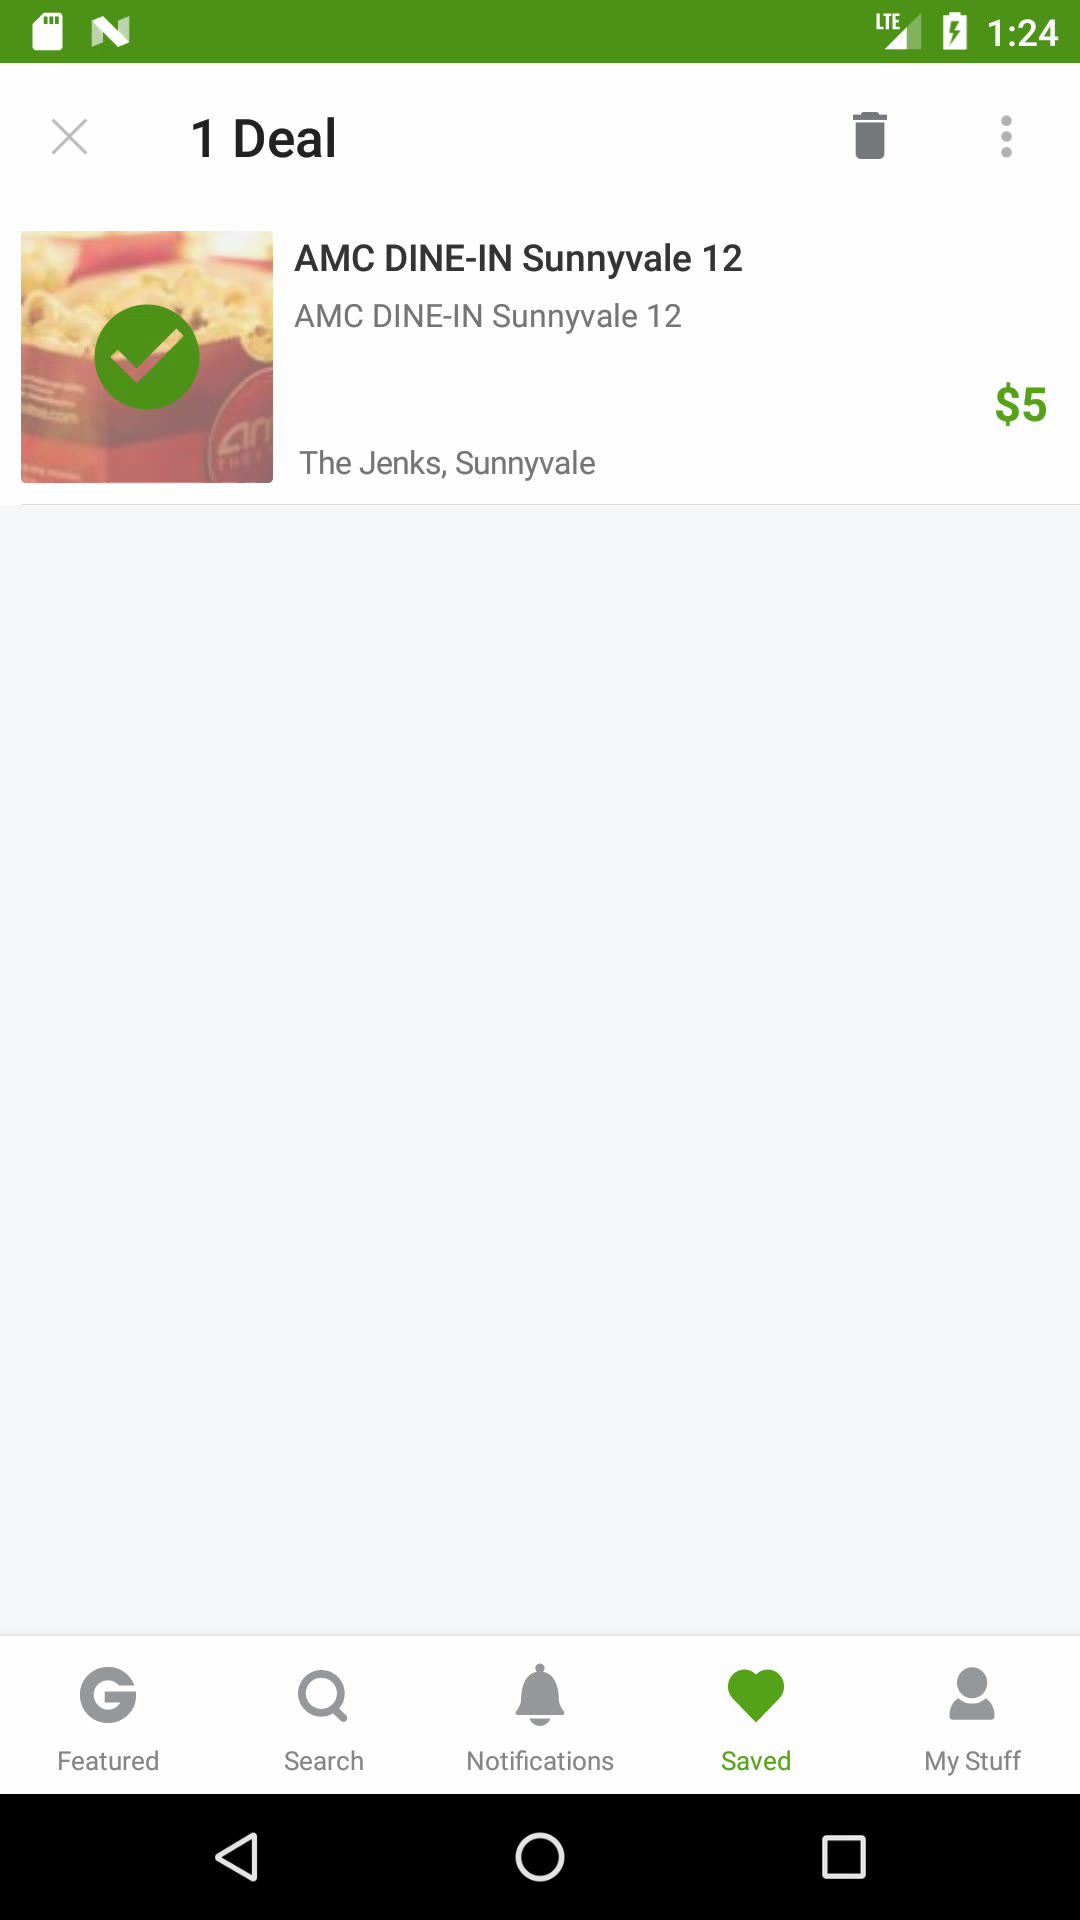 LTE 1:24
1 Deal
AMC DINE-IN Sunnyvale 12
AMC DINE-IN Sunnyvale 12
$5
The Jenks, Sunnyvale
Featured
Search
Notifications
Saved
My Stuff